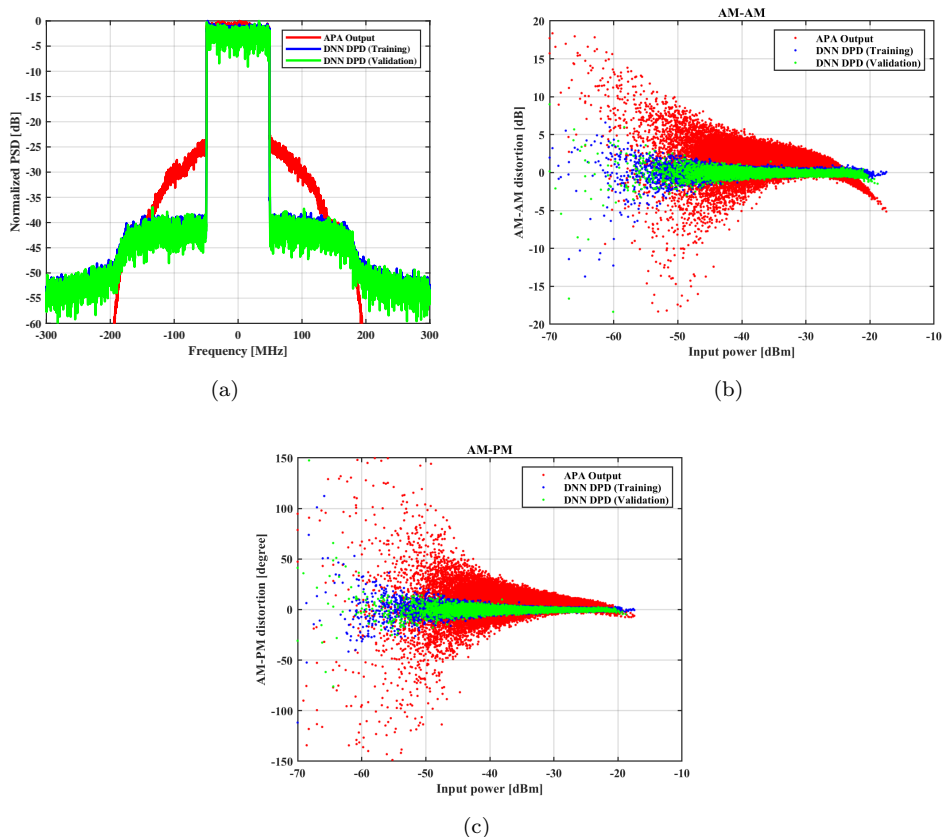 0
-5
-10
-15
-20
-25
-30
-35
-40
-45
-50
-55
-60
Normalized PSD [dB]
-300 -200 -100 0 100 200 300
Frequency [MHz]
APA Output
DNN DPD (Training)
DNN DPD (Validation)
(a)
AM-AM
20
15
10
5
0
-5
-10
-15
-20
AM-AM distortion [dB]
-70 -60 -50 -40 -30 -20 -10
Input power [dBm]
APA Output
DNN DPD (Training)
DNN DPD (Validation)
(b)
AM-PM
150
100
50
0
-50
-100
-150
AM-PM distortion [degree]
-70 -60 -50 -40 -30 -20 -10
Input power [dBm]
APA Output
DNN DPD (Training)
DNN DPD (Validation)
(c)